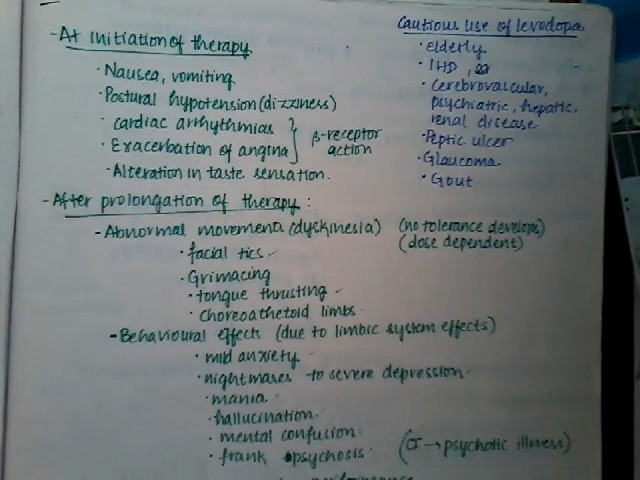 - At initiation of therapy
· Nausea, vomiting
· Postural hypotension (dizziness)
· cardiac arrhythmias
· Exacerbation of angina
β-receptor action
- Alteration in taste sensation.
Cautious use of levodopa
· elderly
· IHD,
· Cerebrovascular,
psychiatric, hepatic,
renal disease
· Peptic ulcer
· Glaucoma
· Gout
- After prolongation of therapy:
- Abnormal movements (dyskinesia) (no tolerance develops)
(dose dependent)
· facial tics
· Grimacing
· tongue thrusting
· choreoathetoid limbs
- Behavioural effects (due to limbic system effects)
· mild anxiety
· nightmares to severe depression
· mania
· hallucination
· mental confusion
· frank psychosis (CI → psychotic illness)